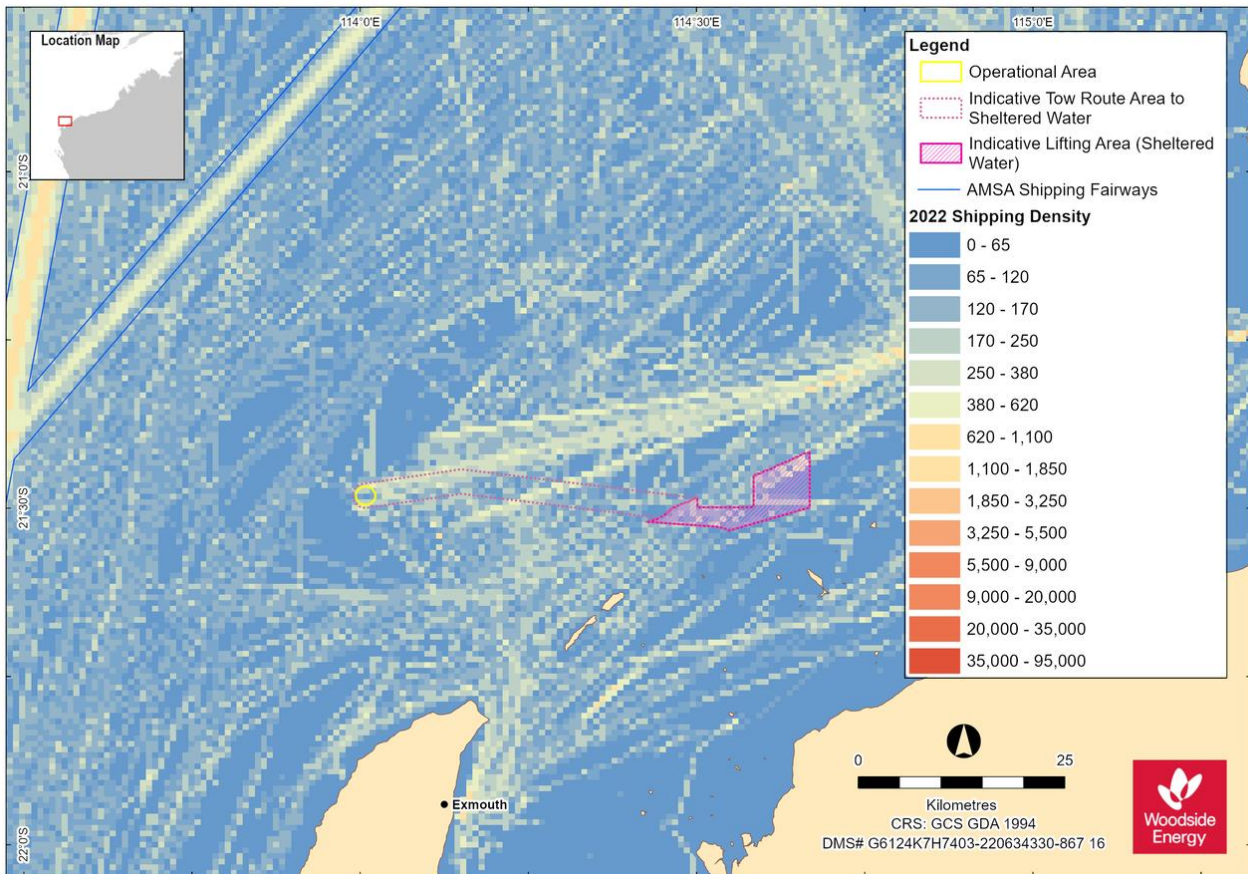 114°0'E
114°30'E
115°0'E
Location Map
21°0'S
21°30'S
22°0'S
Legend
Operational Area
Indicative Tow Route Area to
Sheltered Water
Indicative Lifting Area (Sheltered
Water)
AMSA Shipping Fairways
2022 Shipping Density
0 - 65
65 - 120
120 - 170
170 - 250
250 - 380
380 - 620
620 - 1,100
1,100 - 1,850
1,850 - 3,250
3,250 - 5,500
5,500 - 9,000
9,000 - 20,000
20,000 - 35,000
35,000 - 95,000
Exmouth
0 25
Kilometres
CRS: GCS GDA 1994
DMS# G6124K7H7403-220634330-867 16
Woodside
Energy